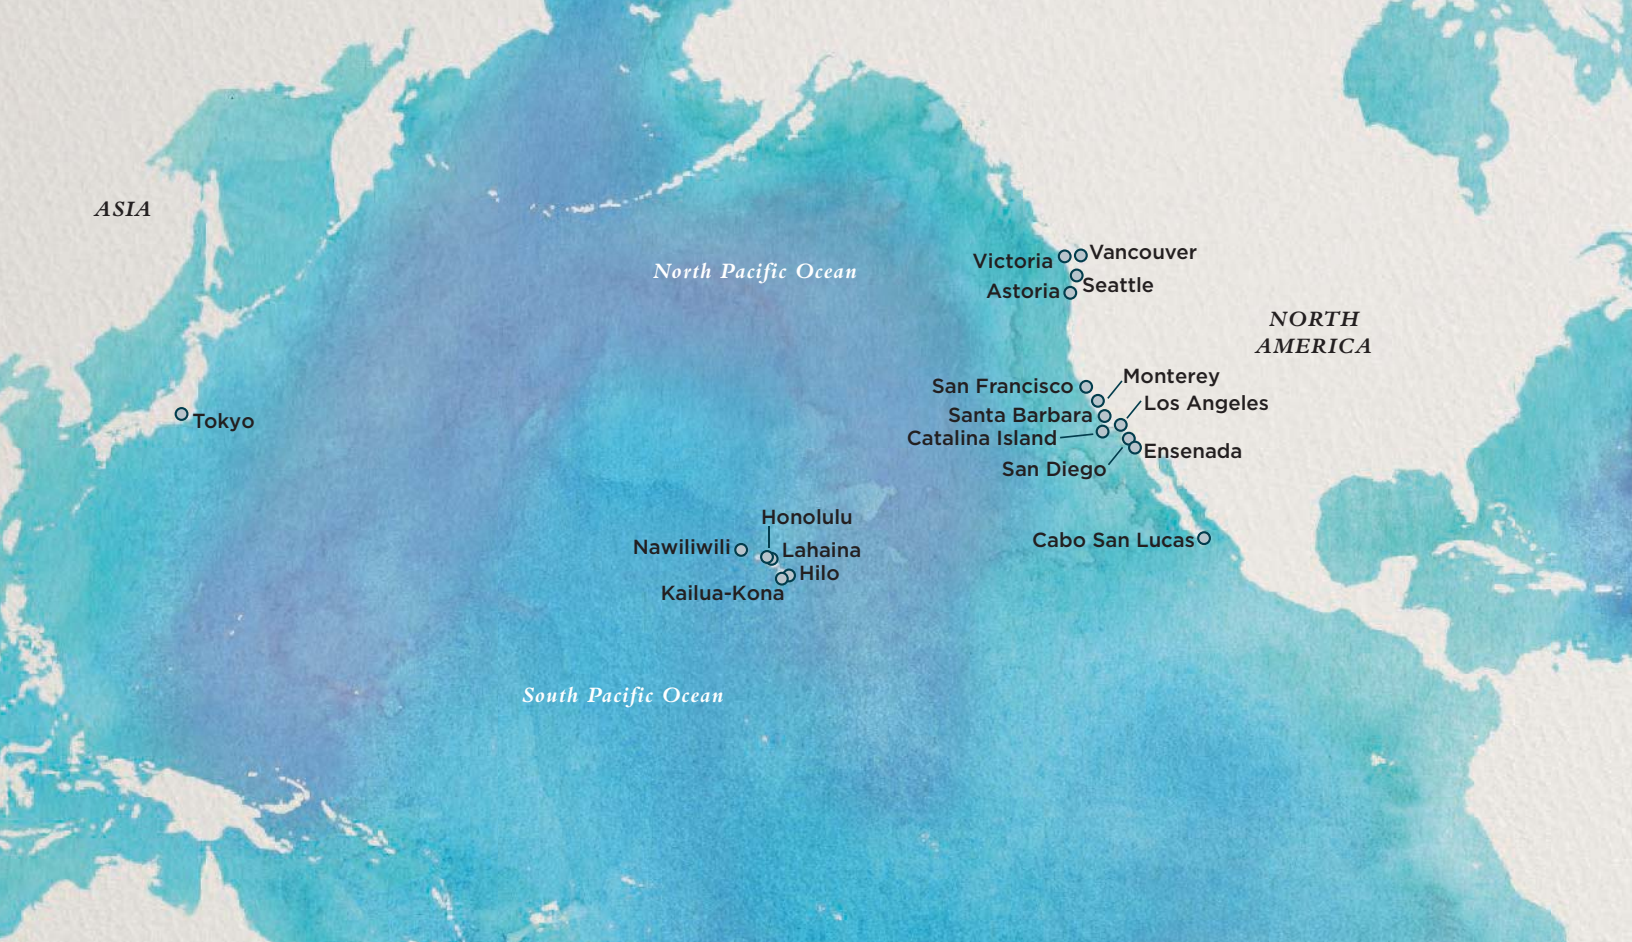 ASIA
North Pacific Ocean
Victoria
Vancouver
Astoria
Seattle
NORTH
AMERICA
San Francisco
Monterey
Santa Barbara
Los Angeles
Catalina Island
San Diego
Ensenada
Tokyo
Honolulu
Nawiliwili
Lahaina
Hilo
Kailua-Kona
Cabo San Lucas
South Pacific Ocean